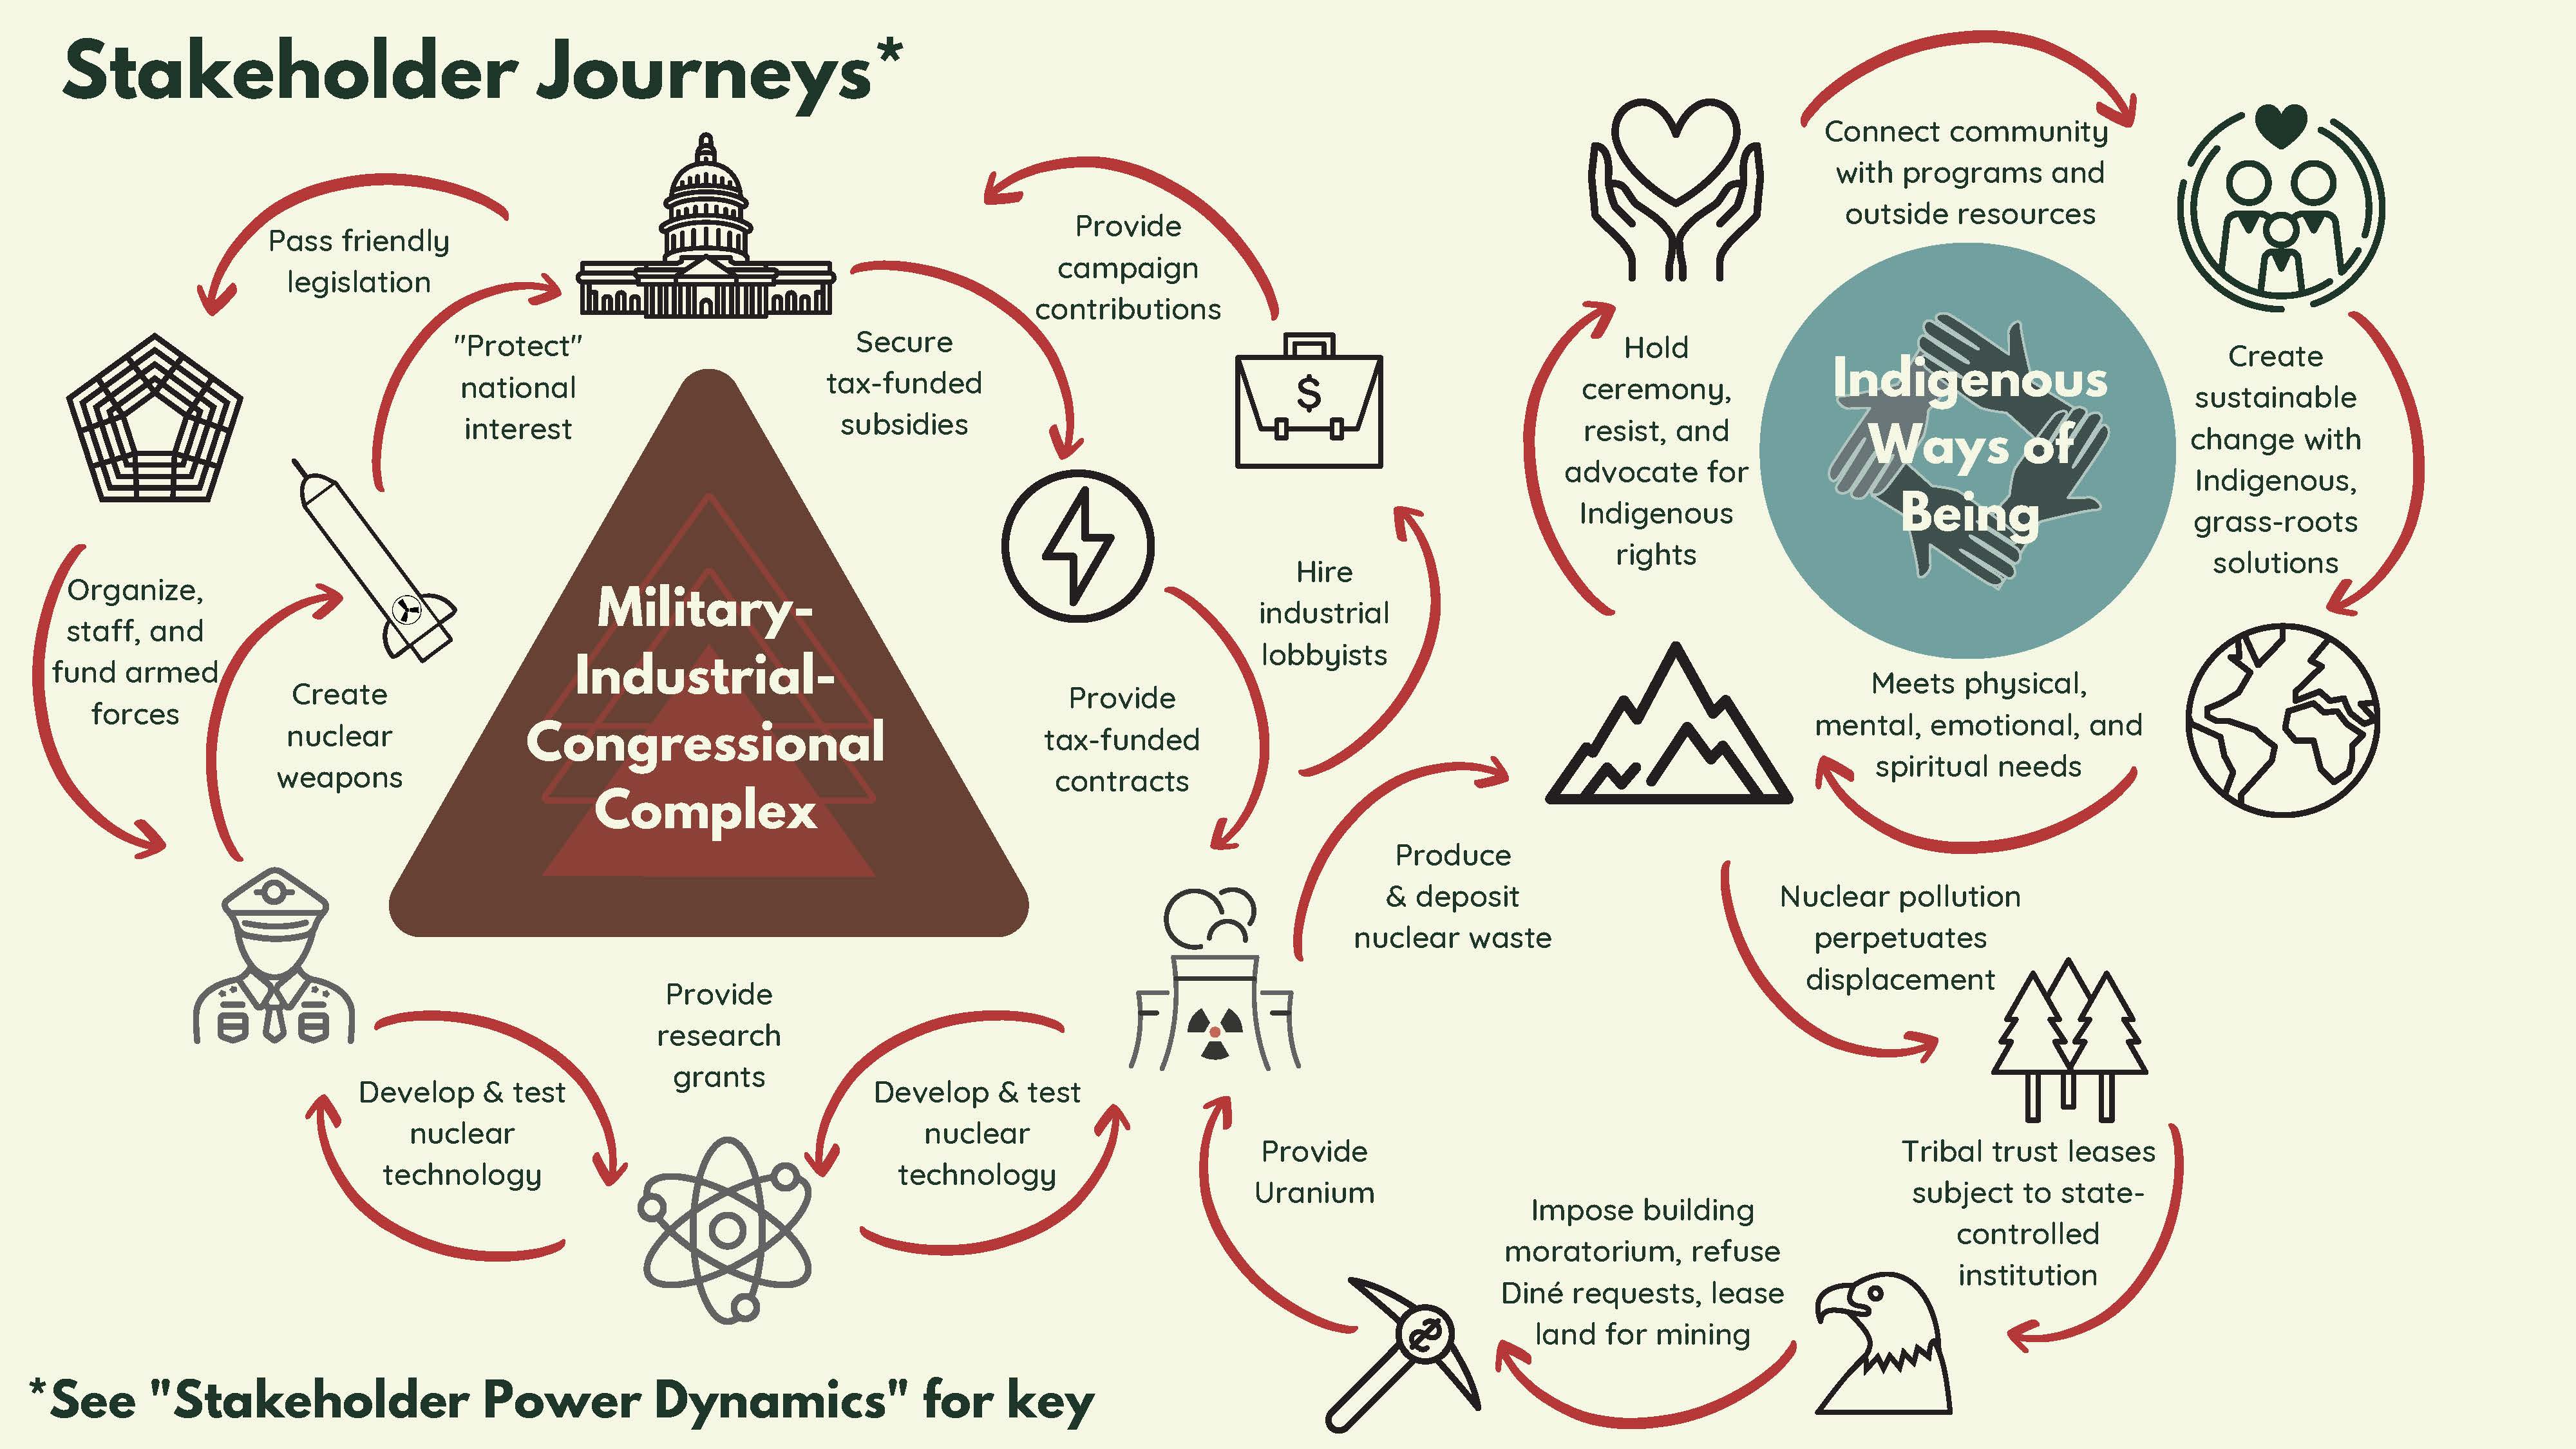 Stakeholder Journeys*
Pass friendly
legislation
"Protect"
national
interest
Secure
tax-funded
subsidies
Provide
campaign
contributions
$
Hire
industrial
lobbyists
Provide
tax-funded
contracts
Organize,
staff, and
fund armed
forces
Create
nuclear
weapons
Military-
Industrial-
Congressional
Complex
Provide
research
grants
Develop & test
nuclear
technology
Develop & test
nuclear
technology
Connect community
with programs and
outside resources
Hold
ceremony,
resist, and
advocate for
Indigenous
rights
Indigenous
Ways of
Being
Create
sustainable
change with
Indigenous,
grass-roots
solutions
Meets physical,
mental, emotional, and
spiritual needs
Produce
& deposit
nuclear waste
Nuclear pollution
perpetuates
displacement
Tribal trust leases
subject to state-
controlled
institution
Impose building
moratorium, refuse
Diné requests, lease
land for mining
$
Provide
Uranium
*See "Stakeholder Power Dynamics" for key